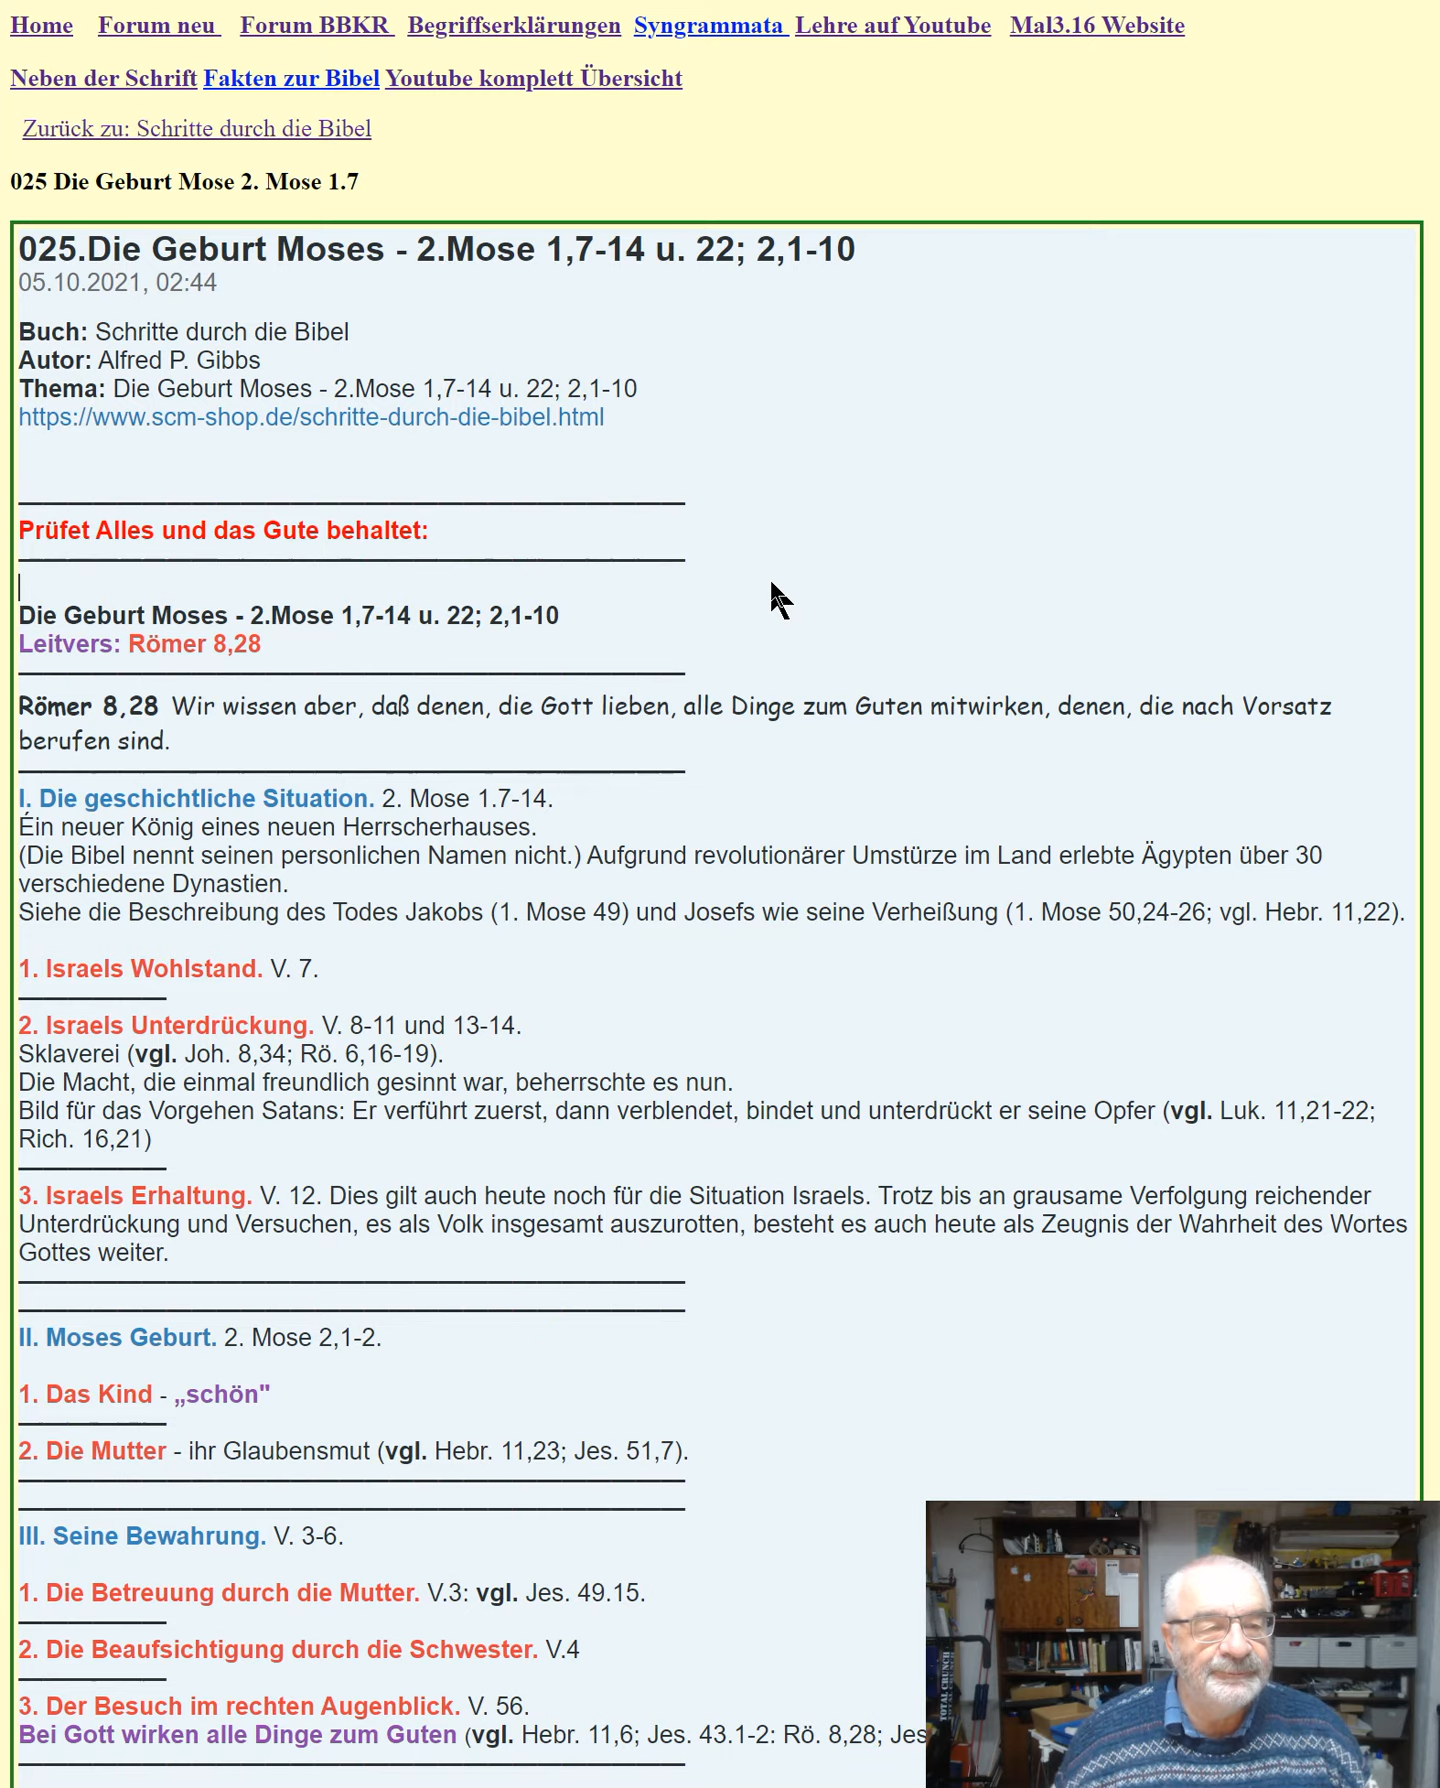 Home Forum neu Forum BBKR Begriffserklärungen Syngrammata Lehre auf Youtube Mal3.16 Website
Neben der Schrift Fakten zur Bibel Youtube komplett Übersicht
Zurück zu: Schritte durch die Bibel
025 Die Geburt Mose 2. Mose 1.7
025.Die Geburt Moses - 2.Mose 1,7-14 u. 22; 2,1-10
05.10.2021, 02:44
Buch: Schritte durch die Bibel
Autor: Alfred P. Gibbs
Thema: Die Geburt Moses - 2.Mose 1,7-14 u. 22; 2,1-10
https://www.scm-shop.de/schritte-durch-die-bibel.html
Prüfet Alles und das Gute behaltet:
Die Geburt Moses - 2.Mose 1,7-14 u. 22; 2,1-10
Leitvers: Römer 8,28
Römer 8,28 Wir wissen aber, daß denen, die Gott lieben, alle Dinge zum Guten mitwirken, denen, die nach Vorsatz
berufen sind.
I. Die geschichtliche Situation. 2. Mose 1.7-14.
Éin neuer König eines neuen Herrscherhauses.
(Die Bibel nennt seinen personlichen Namen nicht.) Aufgrund revolutionärer Umstürze im Land erlebte Ägypten über 30
verschiedene Dynastien.
Siehe die Beschreibung des Todes Jakobs (1. Mose 49) und Josefs wie seine Verheißung (1. Mose 50,24-26; vgl. Hebr. 11,22).
1. Israels Wohlstand. V. 7.
2. Israels Unterdrückung. V. 8-11 und 13-14.
Sklaverei (vgl. Joh. 8,34; Rö. 6,16-19).
Die Macht, die einmal freundlich gesinnt war, beherrschte es nun.
Bild für das Vorgehen Satans: Er verführt zuerst, dann verblendet, bindet und unterdrückt er seine Opfer (vgl. Luk. 11,21-22;
Rich. 16,21)
3. Israels Erhaltung. V. 12. Dies gilt auch heute noch für die Situation Israels. Trotz bis an grausame Verfolgung reichender
Unterdrückung und Versuchen, es als Volk insgesamt auszurotten, besteht es auch heute als Zeugnis der Wahrheit des Wortes
Gottes weiter.
II. Moses Geburt. 2. Mose 2,1-2.
1. Das Kind - „schön"
2. Die Mutter - ihr Glaubensmut (vgl. Hebr. 11,23; Jes. 51,7).
III. Seine Bewahrung. V. 3-6.
1. Die Betreuung durch die Mutter. V.3: vgl. Jes. 49.15.
2. Die Beaufsichtigung durch die Schwester. V.4
3. Der Besuch im rechten Augenblick. V. 56.
Bei Gott wirken alle Dinge zum Guten (vgl. Hebr. 11,6; Jes. 43.1-2: Rö. 8,28; Jes
TOTAL CRUNCH